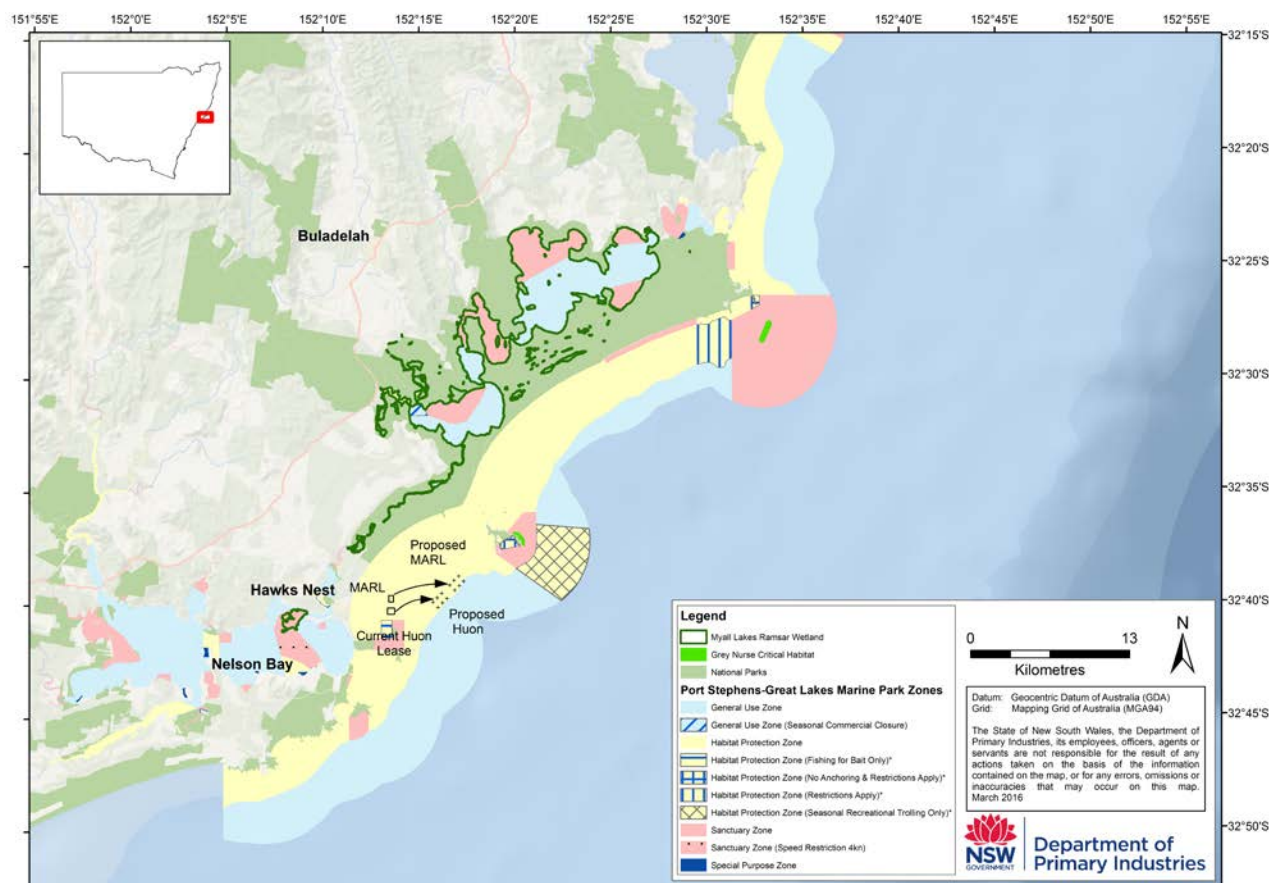 151°55'E 152°0'E 152°5'E 152°10'E 152°15'E 152°20'E 152°25'E 152°30'E 152°35'E 152°40'E 152°45'E 152°50'E 152°55'E
32°15'S
32°20'S
32°25'S
32°30'S
32°35'S
32°40'S
32°45'S
32°50'S
Buladelah
Proposed
MARL
Hawks Nest
MARL
Proposed
Huon
Current Huon
Lease
Nelson Bay
Legend
Myall Lakes Ramsar Wetland
Grey Nurse Critical Habitat
National Parks
Port Stephens-Great Lakes Marine Park Zones
General Use Zone
General Use Zone (Seasonal Commercial Closure)
Habitat Protection Zone
Habitat Protection Zone (Fishing for Bait Only)*
Habitat Protection Zone (No Anchoring & Restrictions Apply)*
Habitat Protection Zone (Restrictions Apply)*
Habitat Protection Zone (Seasonal Recreational Trolling Only)*
Sanctuary Zone
Sanctuary Zone (Speed Restriction 4kn)
Special Purpose Zone
0 13
Kilometres
N
Datum: Geocentric Datum of Australia (GDA)
Grid: Mapping Grid of Australia (MGA94)
The State of New South Wales, the Department of
Primary Industries, its employees, officers, agents or
servants are not responsible for the result of any
actions taken on the basis of the information
contained on the map, or for any errors, omissions or
inaccuracies that may occur on this map.
March 2016
NSW
GOVERNMENT
Department of
Primary Industries